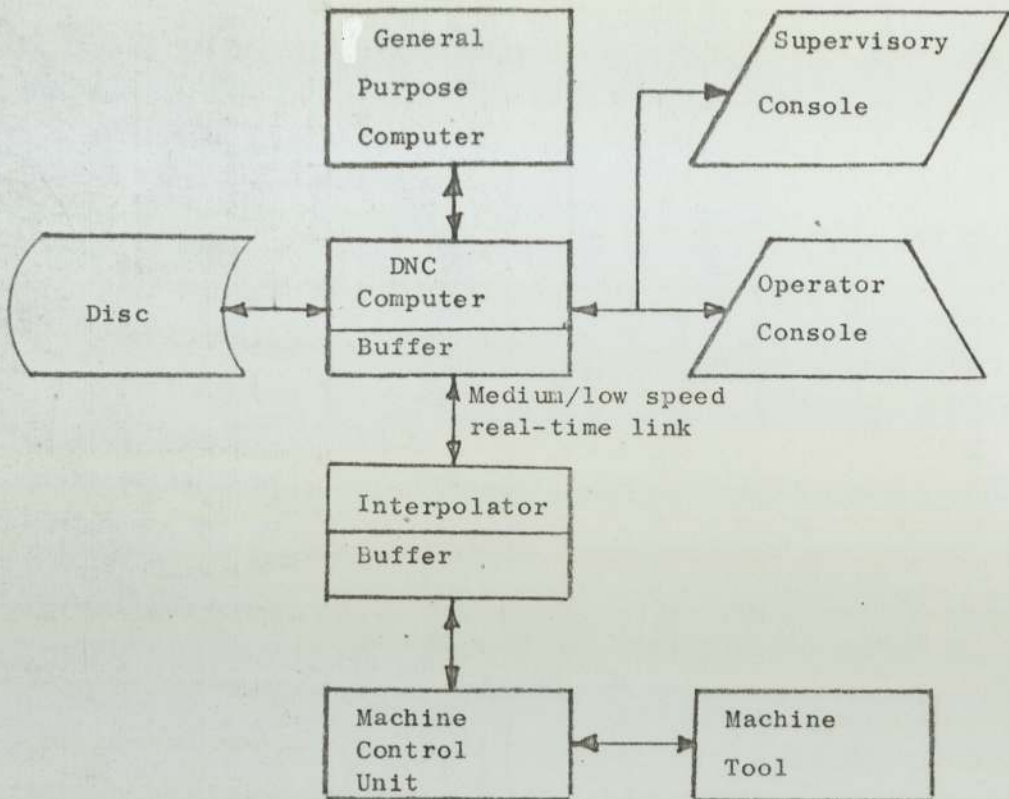 General
Purpose
Computer
Supervisory
Console
Disc
DNC
Computer
Buffer
Operator
Console
Medium/low speed
real-time link
Interpolator
Buffer
Machine
Control
Unit
Machine
Tool